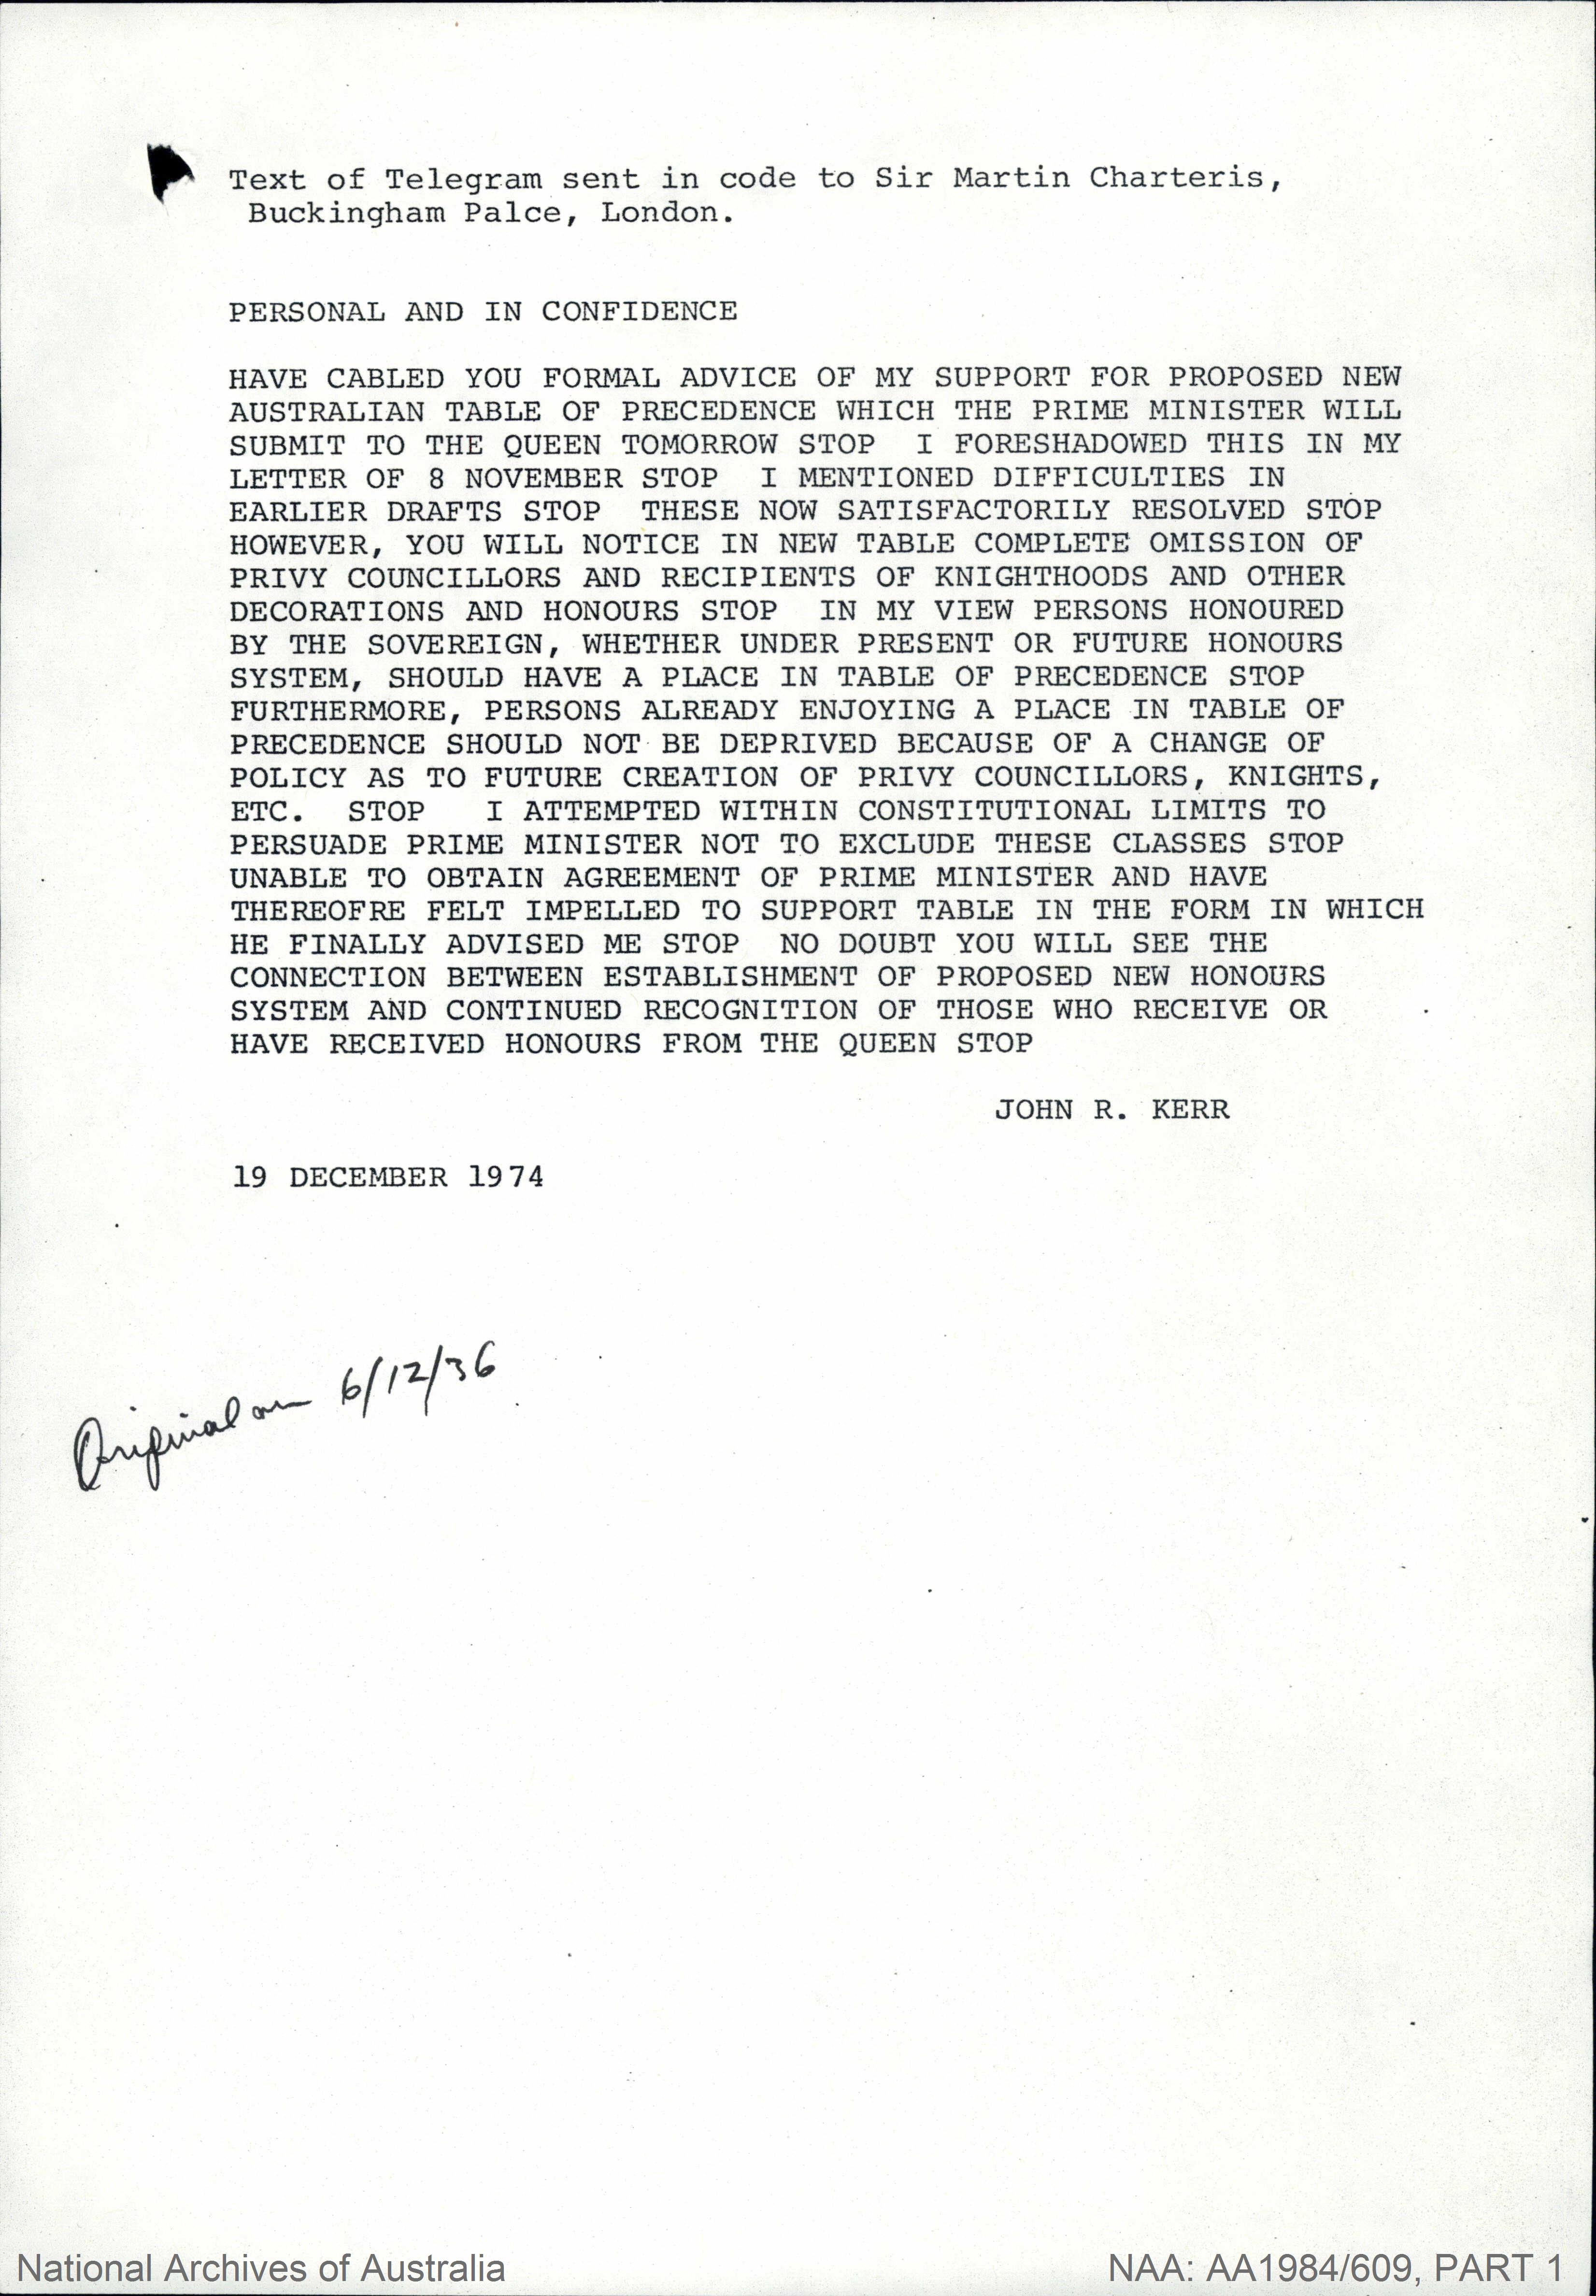 Text of Telegram sent in code to Sir Martin Charteris,
Buckingham Palce, London.
PERSONAL AND IN CONFIDENCE
HAVE CABLED YOU FORMAL ADVICE OF MY SUPPORT FOR PROPOSED NEW
AUSTRALIAN TABLE OF PRECEDENCE WHICH THE PRIME MINISTER WILL
SUBMIT TO THE QUEEN TOMORROW STOP I FORESHADOWED THIS IN MY
LETTER OF 8 NOVEMBER STOP I MENTIONED DIFFICULTIES IN
EARLIER DRAFTS STOP THESE NOW SATISFACTORILY RESOLVED STOP
HOWEVER, YOU WILL NOTICE IN NEW TABLE COMPLETE OMISSION OF
PRIVY COUNCILLORS AND RECIPIENTS OF KNIGHTHOODS AND OTHER
DECORATIONS AND HONOURS STOP IN MY VIEW PERSONS HONOURED
BY THE SOVEREIGN, WHETHER UNDER PRESENT OR FUTURE HONOURS
SYSTEM, SHOULD HAVE A PLACE IN TABLE OF PRECEDENCE STOP
FURTHERMORE, PERSONS ALREADY ENJOYING A PLACE IN TABLE OF
PRECEDENCE SHOULD NOT BE DEPRIVED BECAUSE OF A CHANGE OF
POLICY AS TO FUTURE CREATION OF PRIVY COUNCILLORS, KNIGHTS,
ETC. STOP I ATTEMPTED WITHIN CONSTITUTIONAL LIMITS TO
PERSUADE PRIME MINISTER NOT TO EXCLUDE THESE CLASSES STOP
UNABLE TO OBTAIN AGREEMENT OF PRIME MINISTER AND HAVE
THEREOFRE FELT IMPELLED TO SUPPORT TABLE IN THE FORM IN WHICH
HE FINALLY ADVISED ME STOP NO DOUBT YOU WILL SEE THE
CONNECTION BETWEEN ESTABLISHMENT OF PROPOSED NEW HONOURS
SYSTEM AND CONTINUED RECOGNITION OF THOSE WHO RECEIVE OR
HAVE RECEIVED HONOURS FROM THE QUEEN STOP
JOHN R. KERR
19 DECEMBER 1974
Original on 6/12/36
National Archives of Australia
NAA: AA1984/609, PART 1